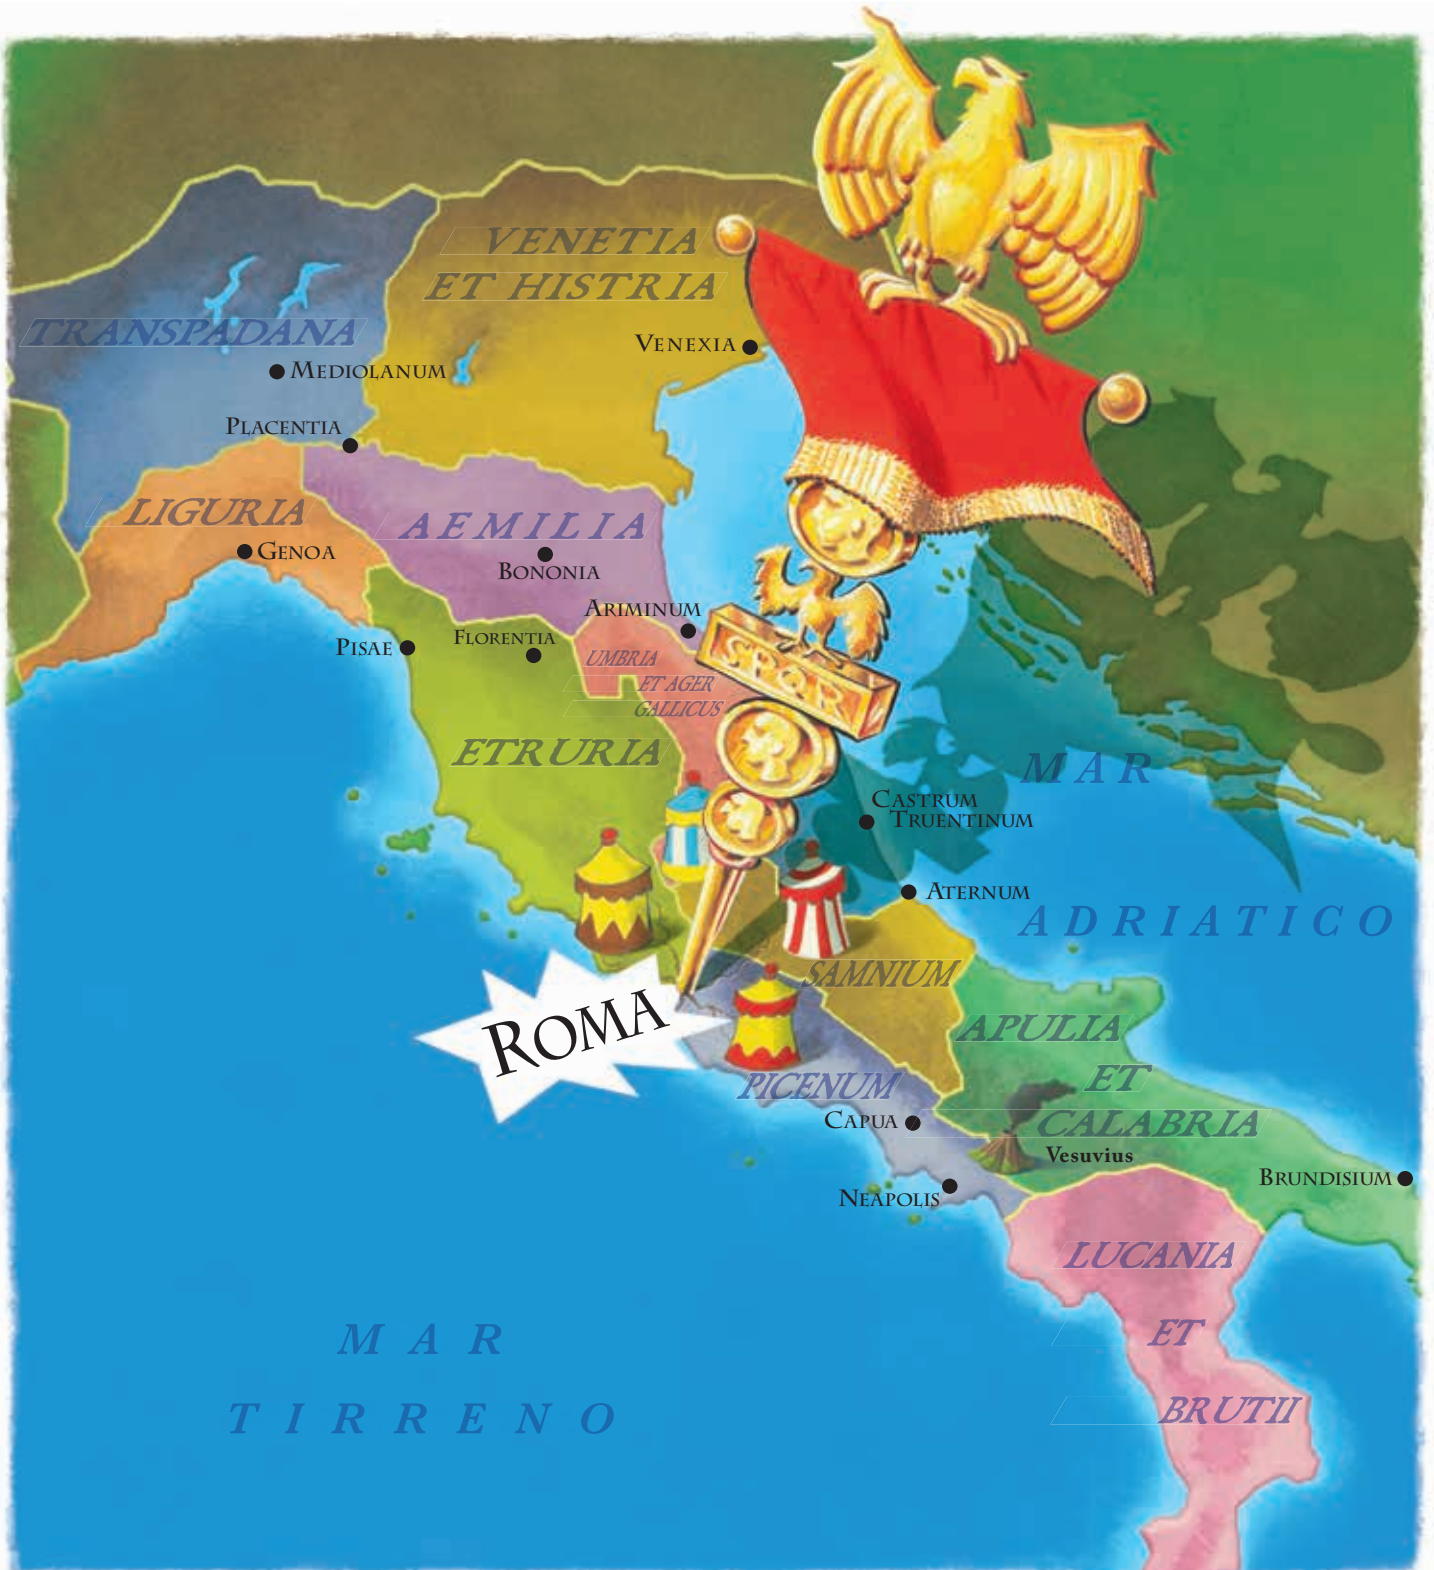 VENETIA
ET HISTRIA
TRANSPADANA
VENEXIA
MEDIOLANUM
PLACENTIA
LIGURIA
AEMILIA
GENOA
BONONIA
ARIMINUM
PISAE
FLORENTIA
UMBRIA
ET AGER
GALLICUS
SPQR
ETRURIA
MAR
ADRIATICO
CASTRUM
TRUENTINUM
ATERNUM
SAMNIUM
ROMA
APULIA
ET
CALABRIA
PICENUM
CAPUA
Vesuvius
BRUNDISIUM
NEAPOLIS
LUCANIA
ET
BRUTII
MAR
TIRRENO